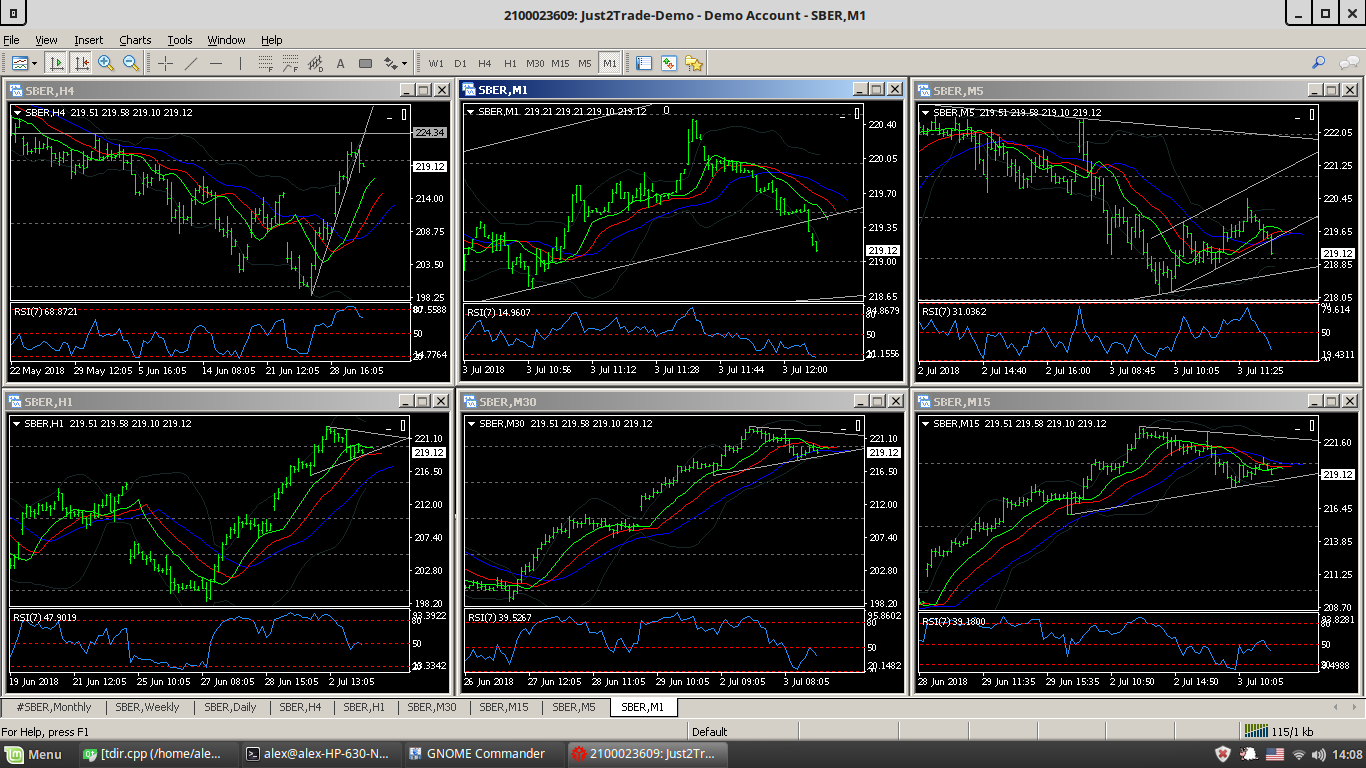 2100023609: Just2Trade-Demo - Demo Account - SBER,M1
File View Insert Charts Tools Window Help
A W1 D1 H4 H1 M30 M15 M5 M1
SBER,H4
SBER,H4 219.51 219.58 219.10 219.12
224.34
219.12
214.00
208.75
203.50
198.25
RSI(7) 68.8721
50
22 May 2018 29 May 12:05 5 Jun 16:05 14 Jun 08:05 21 Jun 12:05 28 Jun 16:05
SBER,M1
SBER,M1 219.21 219.21 219.10 219.12 0
220.40
220.05
219.70
219.35
219.12
219.00
218.65
RSI(7) 14.9607
50
3 Jul 2018 3 Jul 10:56 3 Jul 11:12 3 Jul 11:28 3 Jul 11:44 3 Jul 12:00
SBER,M5
SBER,M5 219.51 219.58 219.10 219.12
222.05
221.25
220.45
219.65
219.12
218.85
218.05
RSI(7) 31.0362
79.614
50
19.4311
2 Jul 2018 2 Jul 14:40 2 Jul 16:00 3 Jul 08:45 3 Jul 10:05 3 Jul 11:25
SBER,H1
SBER,H1 219.51 219.58 219.10 219.12
221.10
219.12
216.50
212.00
207.40
202.80
198.20
RSI(7) 47.9019
50
19 Jun 2018 21 Jun 12:05 25 Jun 10:05 27 Jun 08:05 28 Jun 15:05 2 Jul 13:05
SBER,M30
SBER,M30 219.51 219.58 219.10 219.12
221.10
219.12
216.50
212.00
207.40
202.80
198.20
RSI(7) 39.5267
95.8602
80
50
26 Jun 2018 27 Jun 12:05 28 Jun 11:05 29 Jun 10:05 2 Jul 09:05 3 Jul 08:05
SBER,M15
SBER,M15 219.51 219.58 219.10 219.12
221.60
219.12
216.45
213.85
211.25
208.70
RSI(7) 39.1800
50
28 Jun 2018 29 Jun 11:35 29 Jun 15:35 2 Jul 10:50 2 Jul 14:50 3 Jul 10:05
#SBER,Monthly SBER,Weekly SBER,Daily SBER,H4 SBER,H1 SBER,M30 SBER,M15 SBER,M5 SBER,M1
For Help, press F1 Default 115/1 kb
Menu [tdir.cpp (/home/ale... alex@alex-HP-630-N... GNOME Commander 2100023609: Just2Tr... 14:08